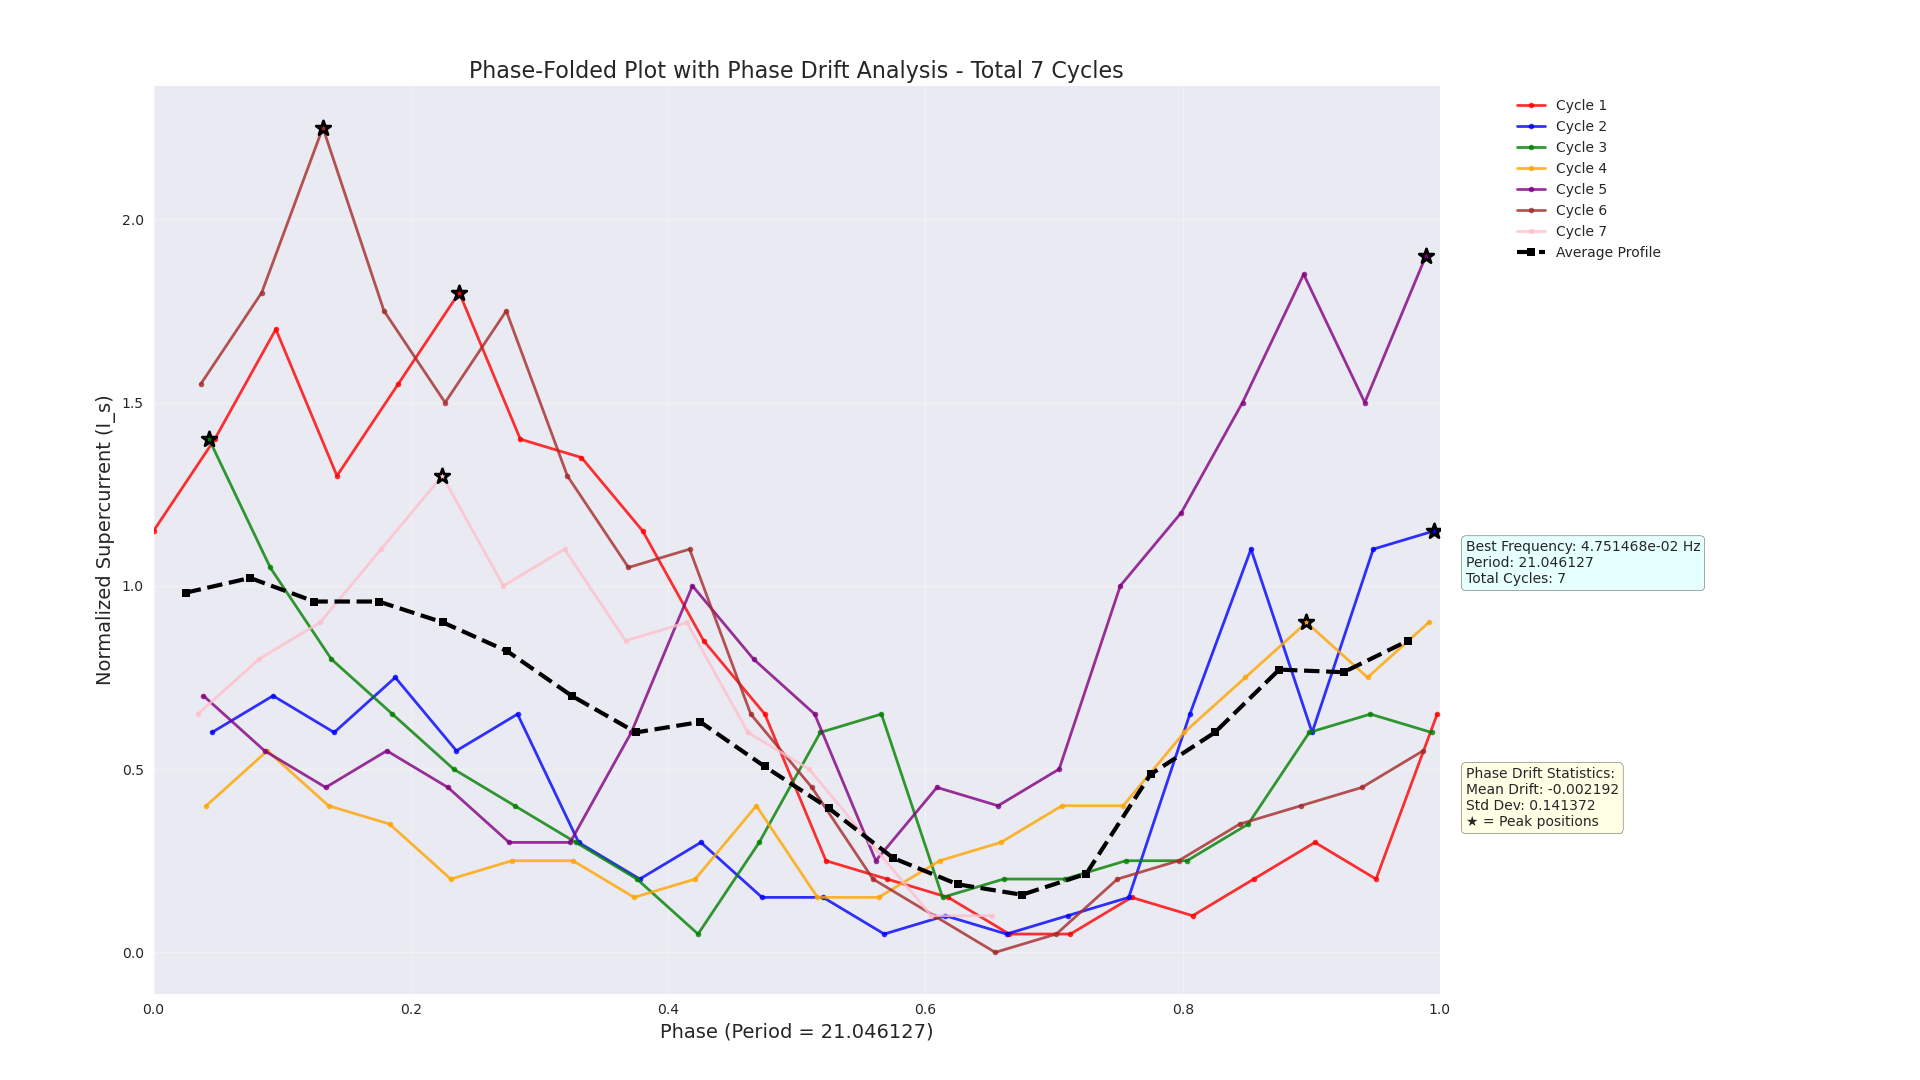 Phase-Folded Plot with Phase Drift Analysis - Total 7 Cycles
Normalized Supercurrent (I_s)
2.0
1.5
1.0
0.5
0.0
0.0 0.2 0.4 0.6 0.8 1.0
Phase (Period = 21.046127)
Cycle 1
Cycle 2
Cycle 3
Cycle 4
Cycle 5
Cycle 6
Cycle 7
Average Profile
Best Frequency: 4.751468e-02 Hz
Period: 21.046127
Total Cycles: 7
Phase Drift Statistics:
Mean Drift: -0.002192
Std Dev: 0.141372
★ = Peak positions